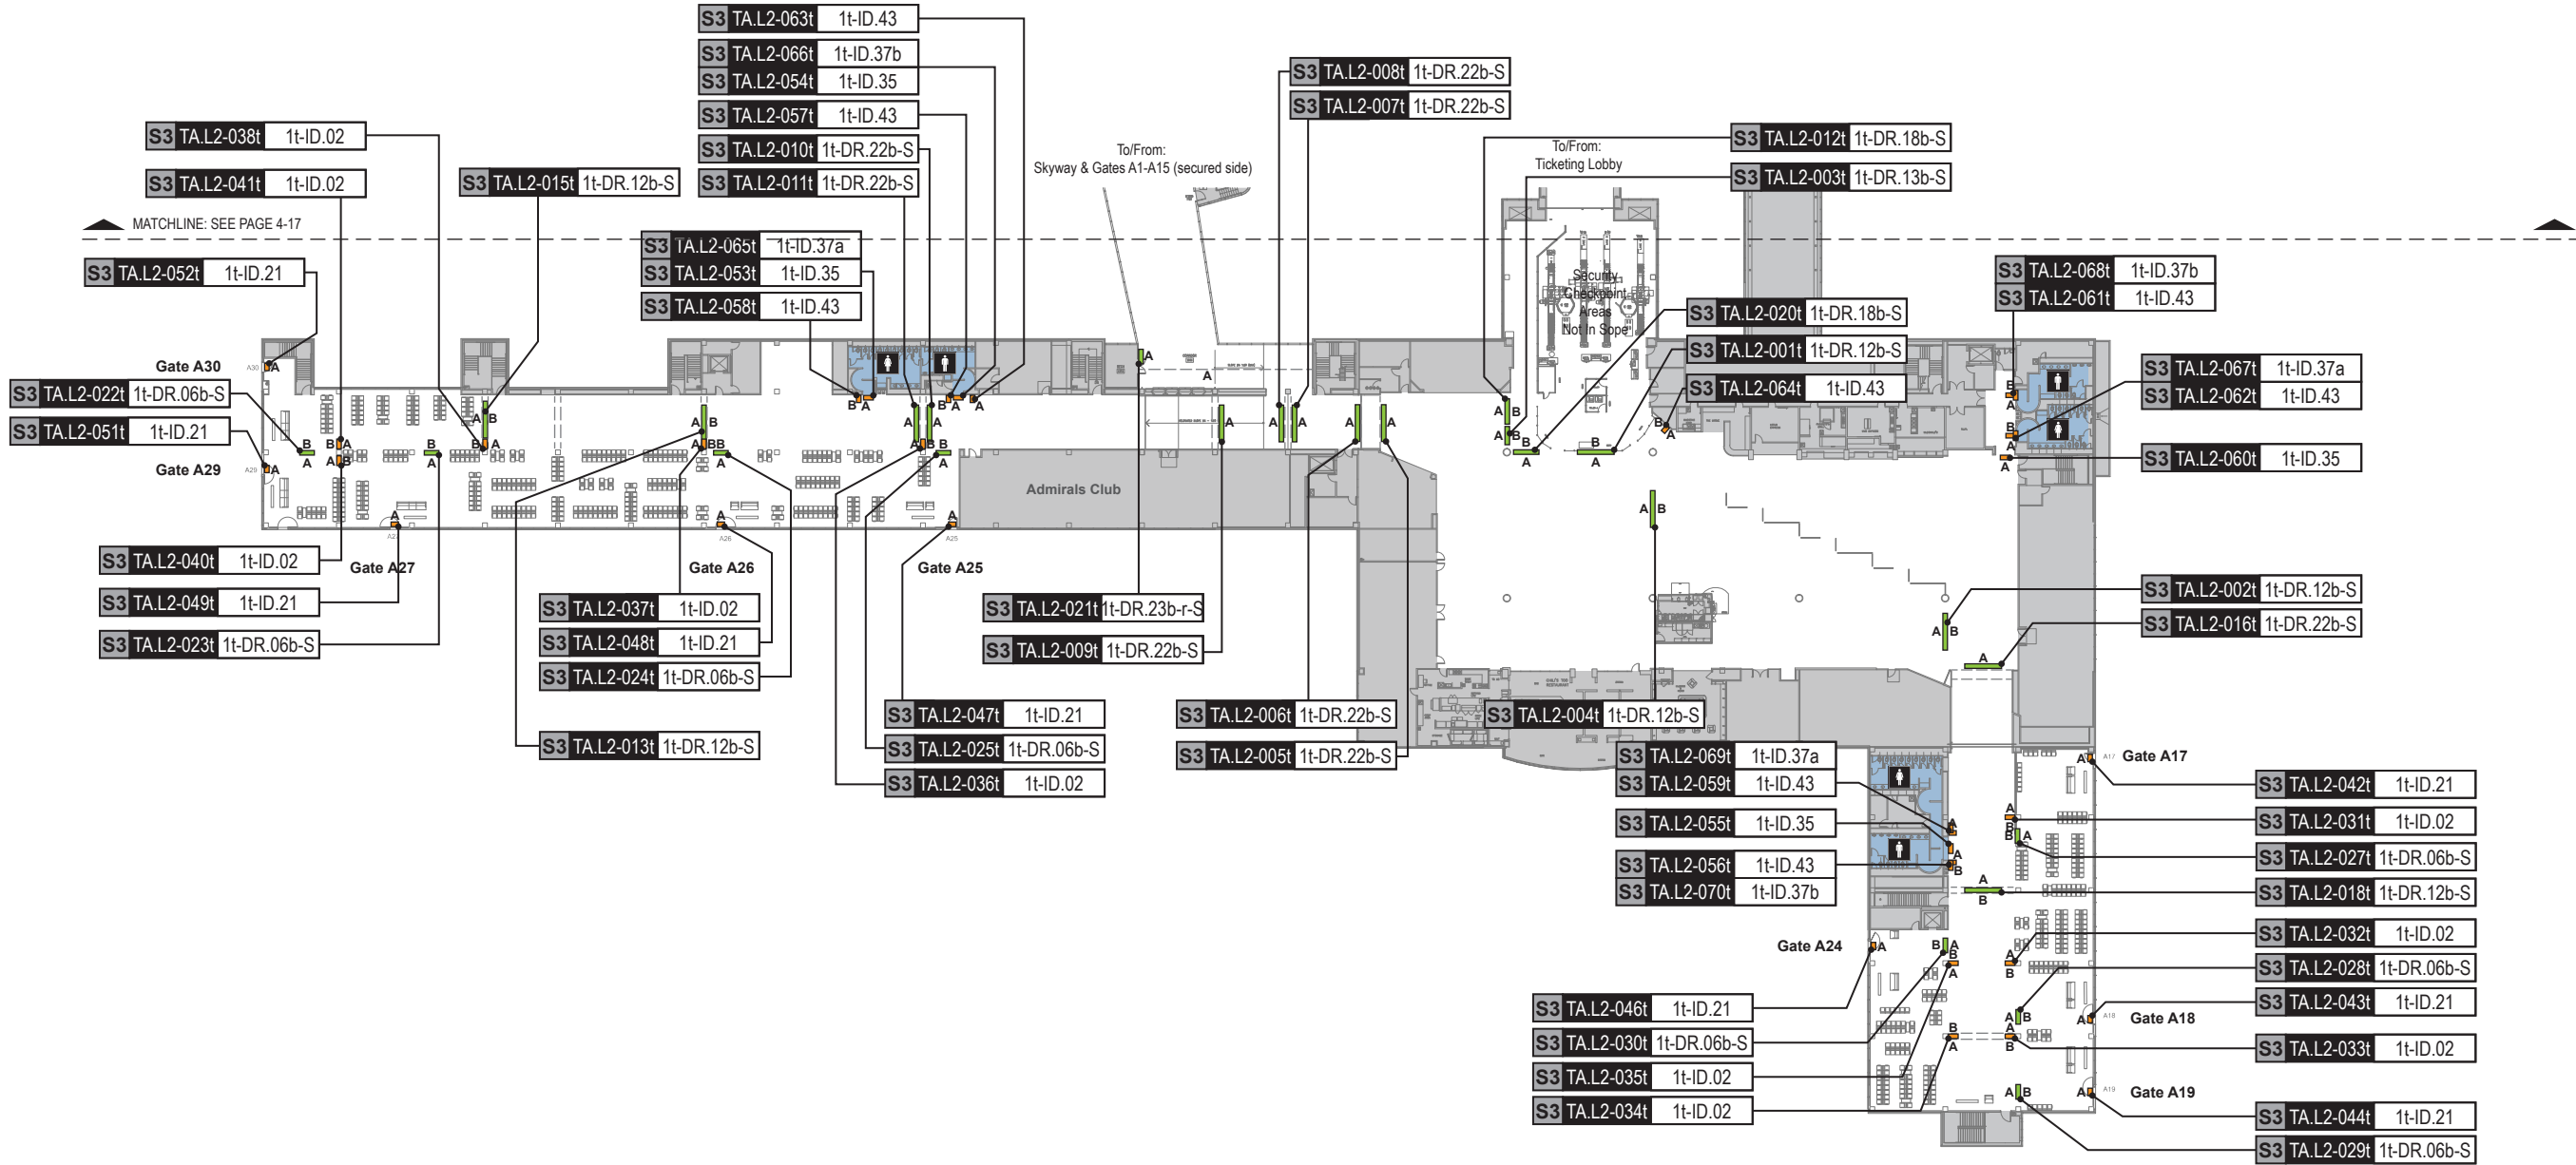 S3 TA.L2-063t 1t-ID.43
S3 TA.L2-066t 1t-ID.37b
S3 TA.L2-054t 1t-ID.35
S3 TA.L2-057t 1t-ID.43
S3 TA.L2-010t 1t-DR.22b-S
S3 TA.L2-011t 1t-DR.22b-S
S3 TA.L2-008t 1t-DR.22b-S
S3 TA.L2-007t 1t-DR.22b-S
S3 TA.L2-012t 1t-DR.18b-S
S3 TA.L2-003t 1t-DR.13b-S
S3 TA.L2-038t 1t-ID.02
S3 TA.L2-041t 1t-ID.02
S3 TA.L2-015t 1t-DR.12b-S
To/From:
Skyway & Gates A1-A15 (secured side)
To/From:
Ticketing Lobby
MATCHLINE: SEE PAGE 4-17
S3 TA.L2-065t 1t-ID.37a
S3 TA.L2-053t 1t-ID.35
S3 TA.L2-058t 1t-ID.43
S3 TA.L2-052t 1t-ID.21
Security
Checkpoint
Areas
Not In Sope
S3 TA.L2-068t 1t-ID.37b
S3 TA.L2-061t 1t-ID.43
S3 TA.L2-020t 1t-DR.18b-S
S3 TA.L2-001t 1t-DR.12b-S
S3 TA.L2-064t 1t-ID.43
S3 TA.L2-067t 1t-ID.37a
S3 TA.L2-062t 1t-ID.43
S3 TA.L2-060t 1t-ID.35
Gate A30
A30
S3 TA.L2-022t 1t-DR.06b-S
S3 TA.L2-051t 1t-ID.21
Gate A29
A29
Admirals Club
S3 TA.L2-040t 1t-ID.02
Gate A27
A27
S3 TA.L2-049t 1t-ID.21
S3 TA.L2-023t 1t-DR.06b-S
Gate A26
A26
Gate A25
A25
S3 TA.L2-037t 1t-ID.02
S3 TA.L2-048t 1t-ID.21
S3 TA.L2-024t 1t-DR.06b-S
S3 TA.L2-013t 1t-DR.12b-S
S3 TA.L2-021t 1t-DR.23b-r-S
S3 TA.L2-009t 1t-DR.22b-S
S3 TA.L2-002t 1t-DR.12b-S
S3 TA.L2-016t 1t-DR.22b-S
S3 TA.L2-047t 1t-ID.21
S3 TA.L2-025t 1t-DR.06b-S
S3 TA.L2-036t 1t-ID.02
S3 TA.L2-006t 1t-DR.22b-S
S3 TA.L2-005t 1t-DR.22b-S
S3 TA.L2-004t 1t-DR.12b-S
S3 TA.L2-069t 1t-ID.37a
S3 TA.L2-059t 1t-ID.43
S3 TA.L2-055t 1t-ID.35
S3 TA.L2-056t 1t-ID.43
S3 TA.L2-070t 1t-ID.37b
A17 Gate A17
S3 TA.L2-042t 1t-ID.21
S3 TA.L2-031t 1t-ID.02
S3 TA.L2-027t 1t-DR.06b-S
S3 TA.L2-018t 1t-DR.12b-S
S3 TA.L2-032t 1t-ID.02
S3 TA.L2-028t 1t-DR.06b-S
S3 TA.L2-043t 1t-ID.21
A18 Gate A18
S3 TA.L2-033t 1t-ID.02
A19 Gate A19
S3 TA.L2-044t 1t-ID.21
S3 TA.L2-029t 1t-DR.06b-S
Gate A24
S3 TA.L2-046t 1t-ID.21
S3 TA.L2-030t 1t-DR.06b-S
S3 TA.L2-035t 1t-ID.02
S3 TA.L2-034t 1t-ID.02